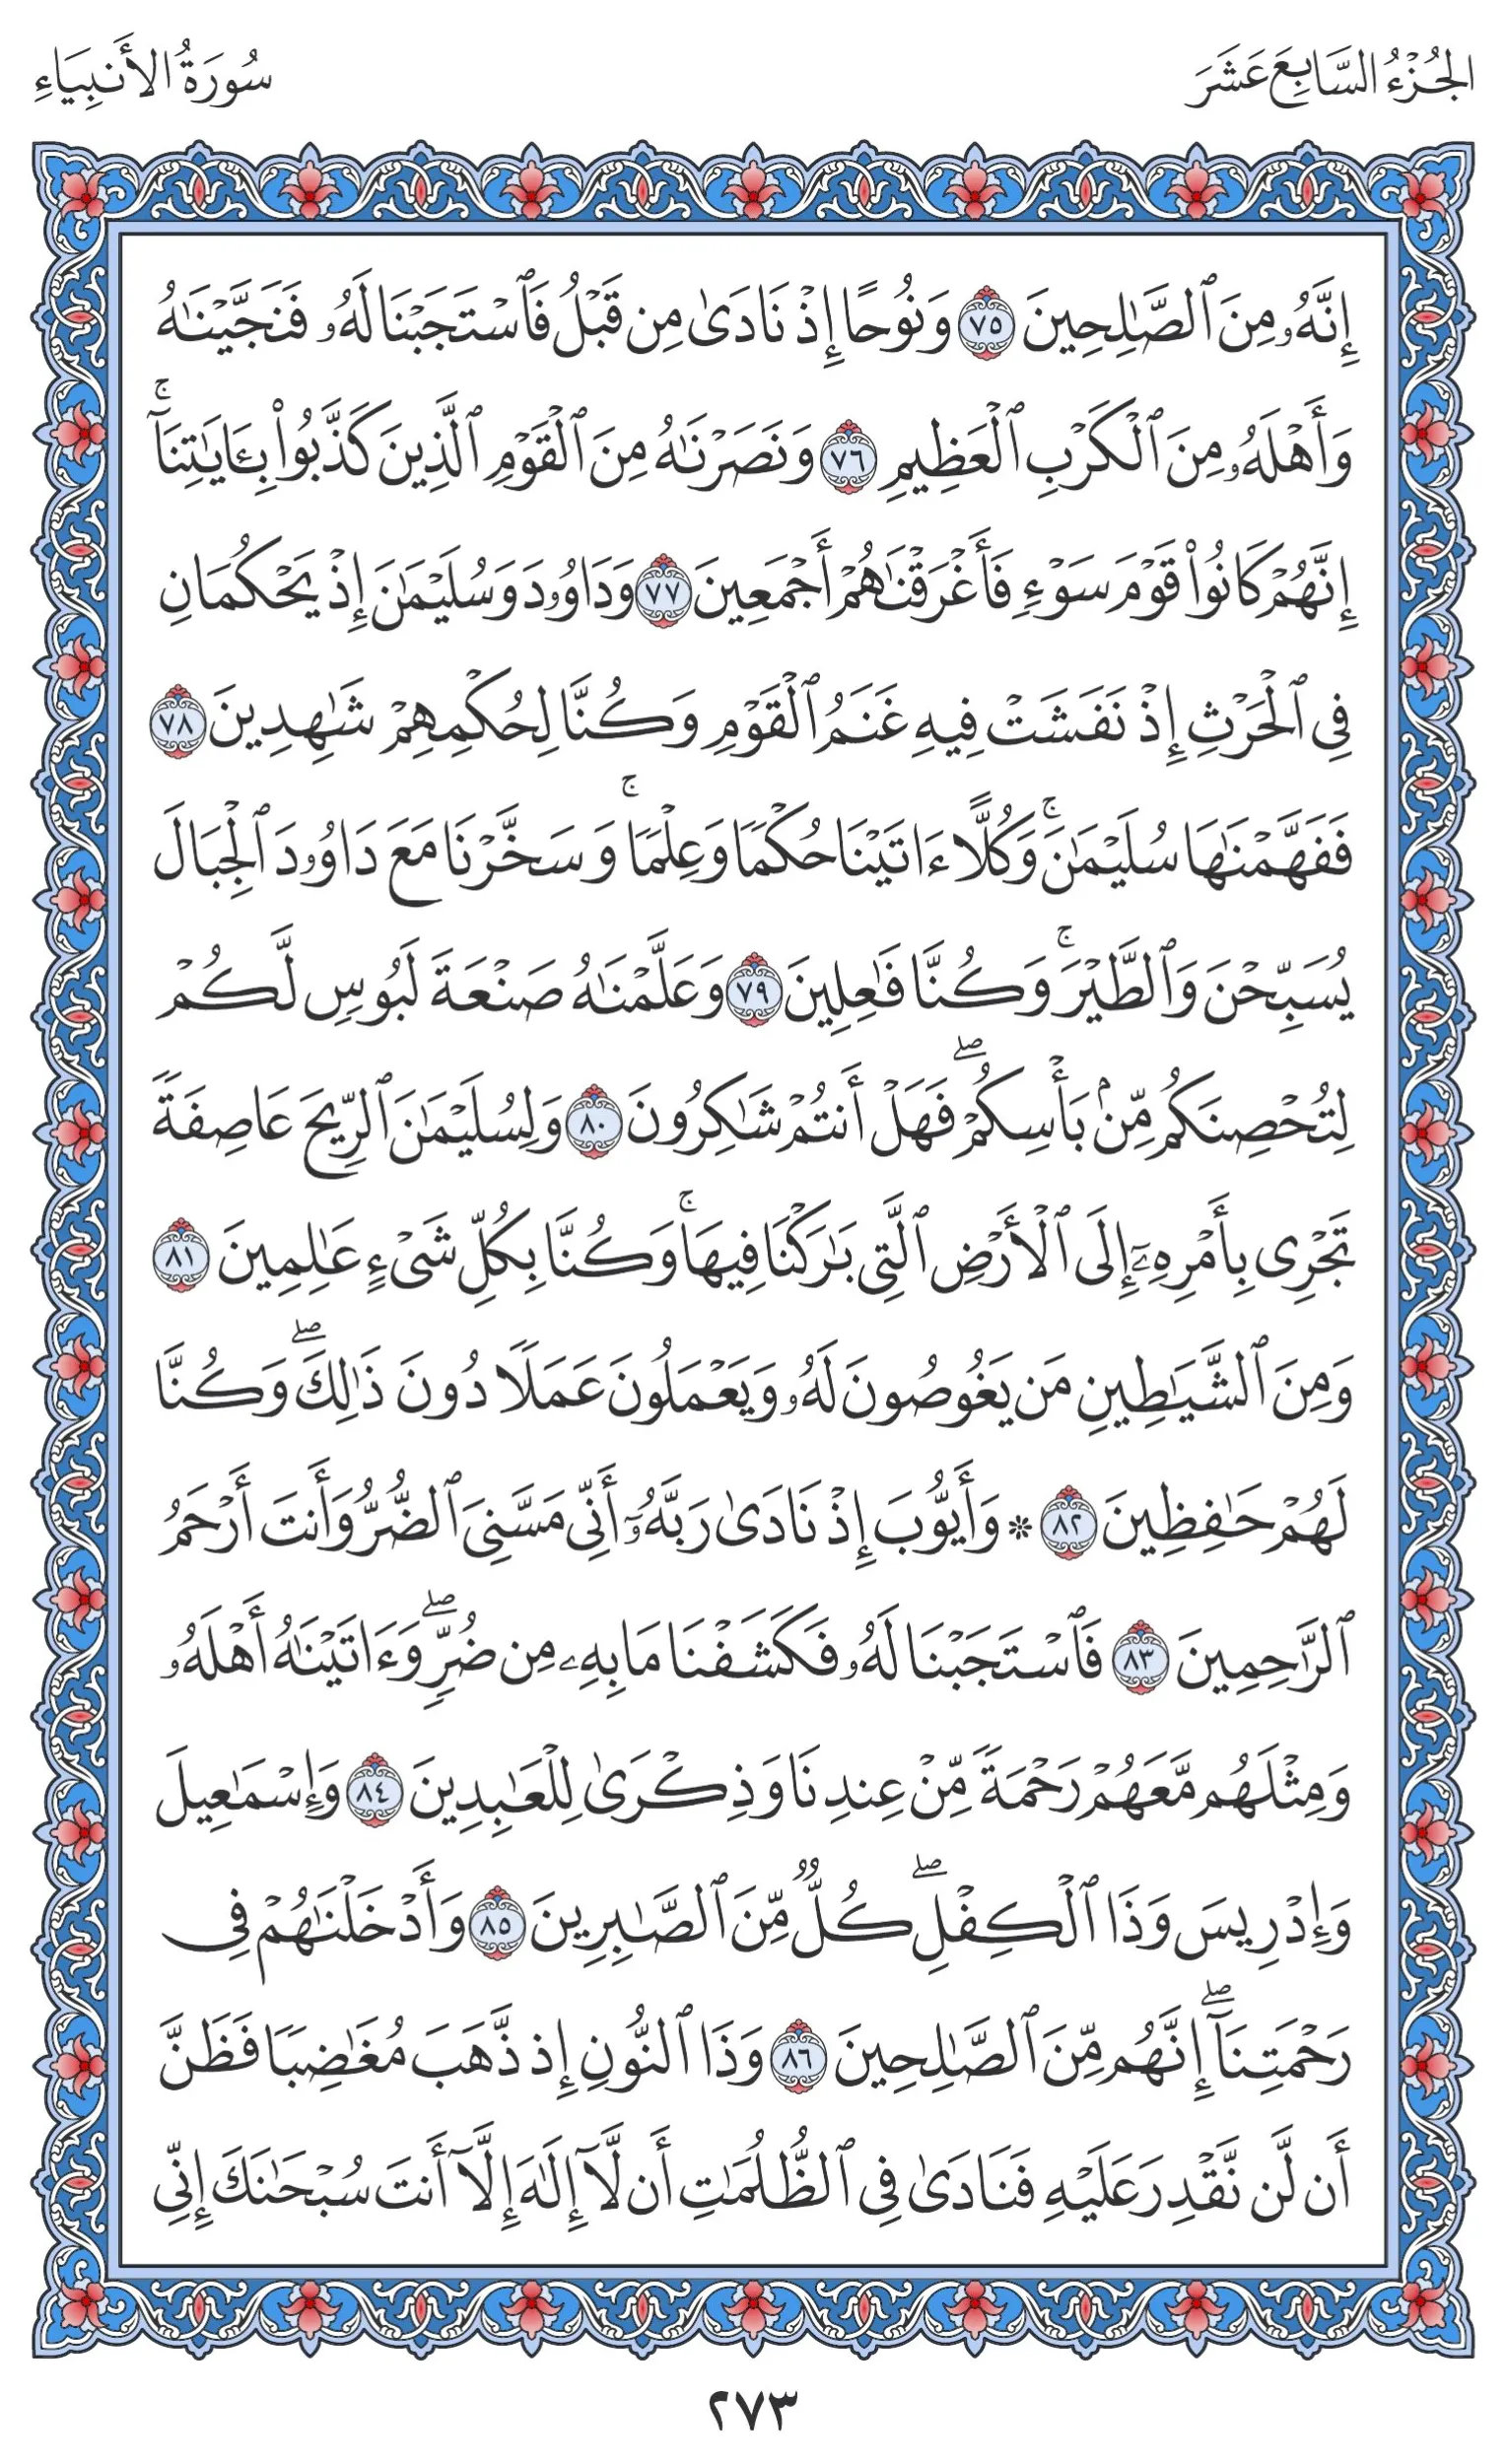 الجُزْءُ السَّابِعَ عَشَرَ
سُورَةُ الأَنبِيَاءِ
إِنَّهُۥ مِنَ ٱلصَّـٰلِحِينَ ٧٥ وَنُوحًا إِذۡ نَادَىٰ مِن قَبۡلُ فَٱسۡتَجَبۡنَا لَهُۥ فَنَجَّيۡنَـٰهُ
وَأَهۡلَهُۥ مِنَ ٱلۡكَرۡبِ ٱلۡعَظِيمِ ٧٦ وَنَصَرۡنَـٰهُ مِنَ ٱلۡقَوۡمِ ٱلَّذِينَ كَذَّبُوا۟ بِـَٔايَـٰتِنَآۚ
إِنَّهُمۡ كَانُوا۟ قَوۡمَ سَوۡءٍ فَأَغۡرَقۡنَـٰهُمۡ أَجۡمَعِينَ ٧٧ وَدَاوُۥدَ وَسُلَيۡمَـٰنَ إِذۡ يَحۡكُمَانِ
فِى ٱلۡحَرۡثِ إِذۡ نَفَشَتۡ فِيهِ غَنَمُ ٱلۡقَوۡمِ وَكُنَّا لِحُكۡمِهِمۡ شَـٰهِدِينَ ٧٨
فَفَهَّمۡنَـٰهَا سُلَيۡمَـٰنَۚ وَكُلًّا ءَاتَيۡنَا حُكۡمًا وَعِلۡمًاۚ وَسَخَّرۡنَا مَعَ دَاوُۥدَ ٱلۡجِبَالَ
يُسَبِّحۡنَ وَٱلطَّيۡرَۚ وَكُنَّا فَـٰعِلِينَ ٧٩ وَعَلَّمۡنَـٰهُ صَنۡعَةَ لَبُوسٍ لَّكُمۡ
لِتُحۡصِنَكُم مِّنۢ بَأۡسِكُمۡۖ فَهَلۡ أَنتُمۡ شَـٰكِرُونَ ٨٠ وَلِسُلَيۡمَـٰنَ ٱلرِّيحَ عَاصِفَةً
تَجۡرِى بِأَمۡرِهِۦٓ إِلَى ٱلۡأَرۡضِ ٱلَّتِى بَـٰرَكۡنَا فِيهَاۚ وَكُنَّا بِكُلِّ شَىۡءٍ عَـٰلِمِينَ ٨١
وَمِنَ ٱلشَّيَـٰطِينِ مَن يَغُوصُونَ لَهُۥ وَيَعۡمَلُونَ عَمَلًا دُونَ ذَٰلِكَۖ وَكُنَّا
لَهُمۡ حَـٰفِظِينَ ٨٢ ۞ وَأَيُّوبَ إِذۡ نَادَىٰ رَبَّهُۥٓ أَنِّى مَسَّنِىَ ٱلضُّرُّ وَأَنتَ أَرۡحَمُ
ٱلرَّٰحِمِينَ ٨٣ فَٱسۡتَجَبۡنَا لَهُۥ فَكَشَفۡنَا مَا بِهِۦ مِن ضُرٍّۖ وَءَاتَيۡنَـٰهُ أَهۡلَهُۥ
وَمِثۡلَهُم مَّعَهُمۡ رَحۡمَةً مِّنۡ عِندِنَا وَذِكۡرَىٰ لِلۡعَـٰبِدِينَ ٨٤ وَإِسۡمَـٰعِيلَ
وَإِدۡرِيسَ وَذَا ٱلۡكِفۡلِۖ كُلٌّ مِّنَ ٱلصَّـٰبِرِينَ ٨٥ وَأَدۡخَلۡنَـٰهُمۡ فِى
رَحۡمَتِنَآۖ إِنَّهُم مِّنَ ٱلصَّـٰلِحِينَ ٨٦ وَذَا ٱلنُّونِ إِذ ذَّهَبَ مُغَـٰضِبًا فَظَنَّ
أَن لَّن نَّقۡدِرَ عَلَيۡهِ فَنَادَىٰ فِى ٱلظُّلُمَـٰتِ أَن لَّآ إِلَـٰهَ إِلَّآ أَنتَ سُبۡحَـٰنَكَ إِنِّى
٢٧٣